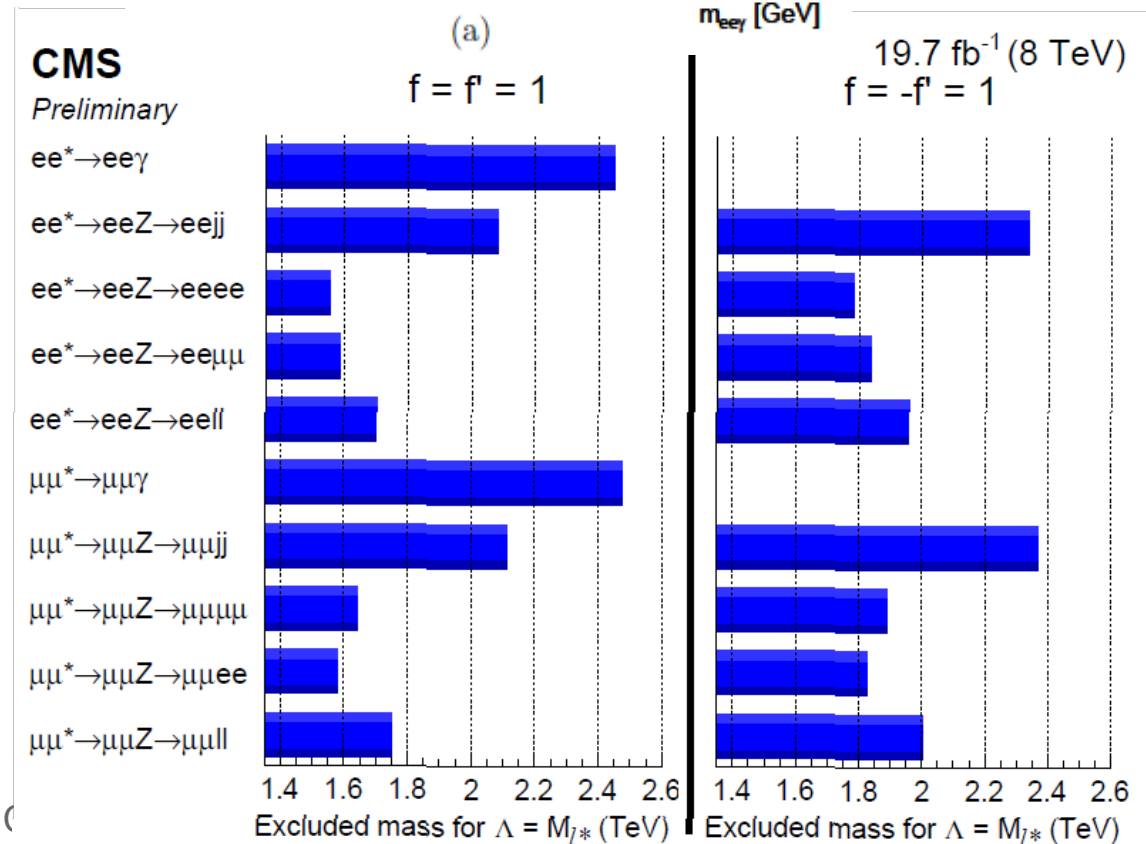 m_eeγ [GeV]
(a)
CMS
Preliminary
f = f' = 1
19.7 fb⁻¹ (8 TeV)
f = -f' = 1
ee*→eeγ
ee*→eeZ→eejj
ee*→eeZ→eeee
ee*→eeZ→eeμμ
ee*→eeZ→eell
μμ*→μμγ
μμ*→μμZ→μμjj
μμ*→μμZ→μμμμ
μμ*→μμZ→μμee
μμ*→μμZ→μμll
1.4 1.6 1.8 2 2.2 2.4 2.6
1.4 1.6 1.8 2 2.2 2.4 2.6
Excluded mass for Λ = M_l* (TeV)
Excluded mass for Λ = M_l* (TeV)